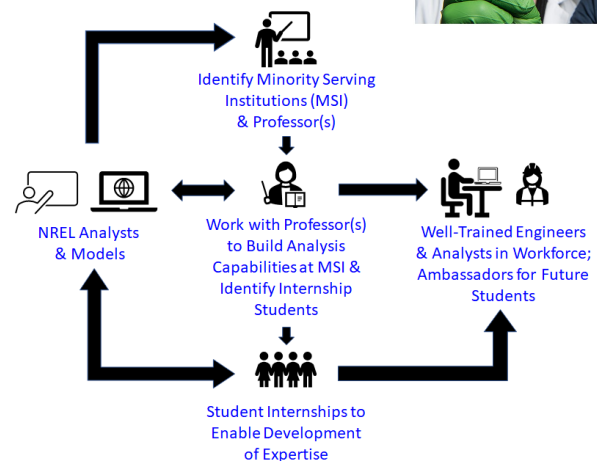 Identify Minority Serving
Institutions (MSI)
& Professor(s)
NREL Analysts
& Models
Work with Professor(s)
to Build Analysis
Capabilities at MSI &
Identify Internship
Students
Well-Trained Engineers
& Analysts in Workforce;
Ambassadors for Future
Students
Student Internships to
Enable Development
of Expertise